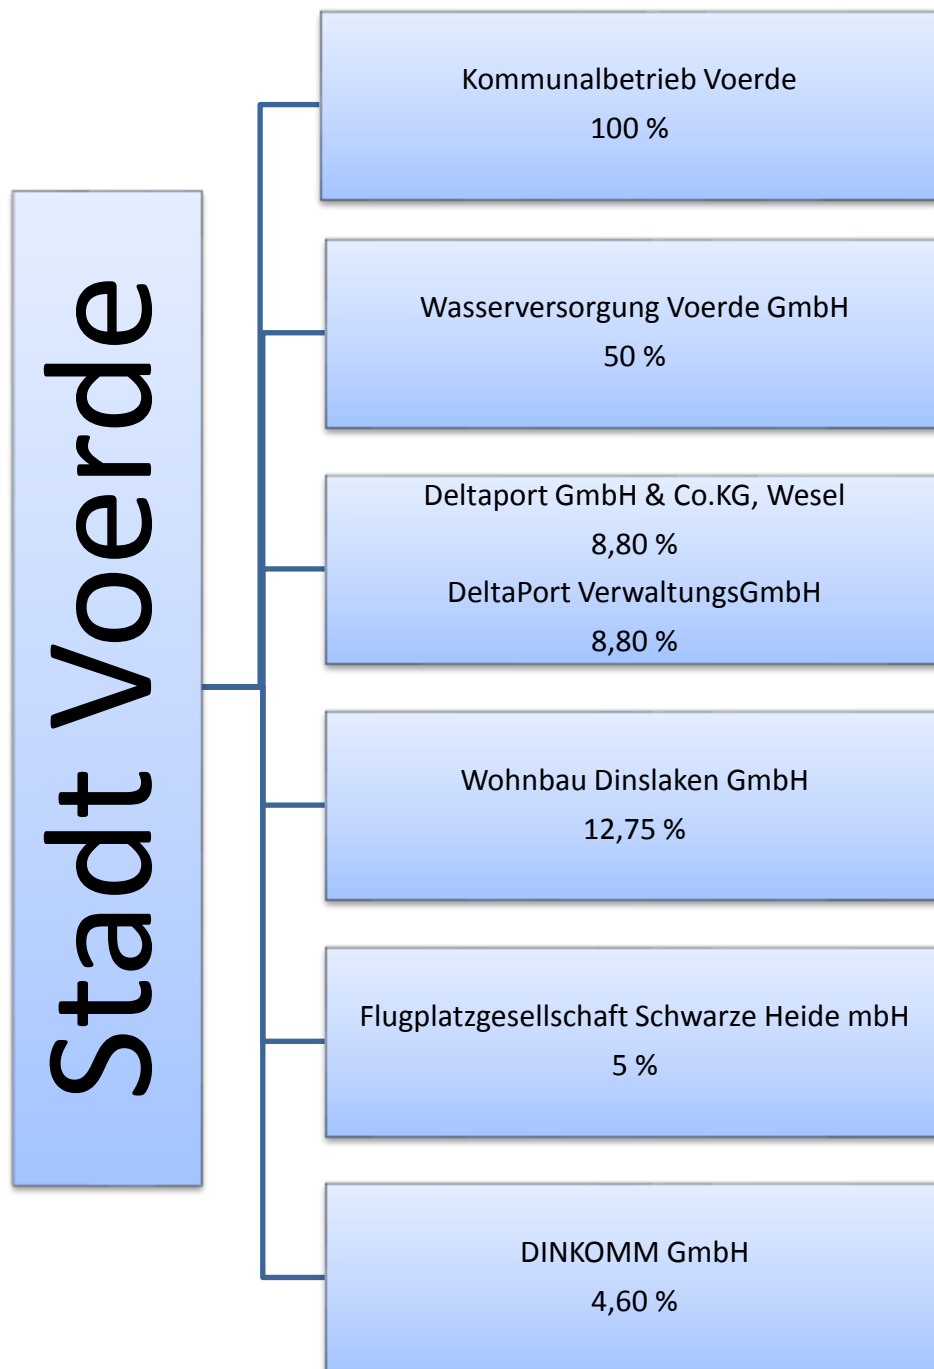 Stadt Voerde
Kommunalbetrieb Voerde
100 %
Wasserversorgung Voerde GmbH
50 %
Deltaport GmbH & Co.KG, Wesel
8,80 %
DeltaPort VerwaltungsGmbH
8,80 %
Wohnbau Dinslaken GmbH
12,75 %
Flugplatzgesellschaft Schwarze Heide mbH
5 %
DINKOMM GmbH
4,60 %